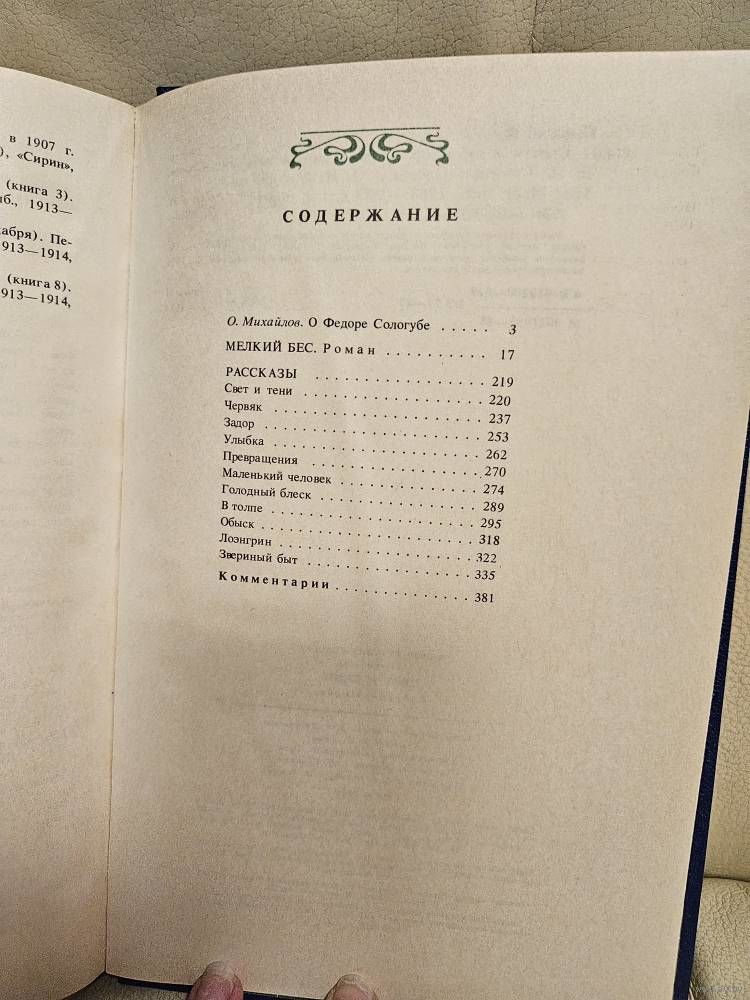 в 1907 г.
), «Сирин»,
(книга 3).
1913—
абря). Пе-
913—1914,
(книга 8).
913—1914,
СОДЕРЖАНИЕ
О. Михайлов. О Федоре Сологубе . . . . . 3
МЕЛКИЙ БЕС. Роман . . . . . . . . . . 17
РАССКАЗЫ . . . . . . . . . . . . . . . 219
Свет и тени . . . . . . . . . . . . . . . . 220
Червяк . . . . . . . . . . . . . . . . . . 237
Задор . . . . . . . . . . . . . . . . . . . 253
Улыбка . . . . . . . . . . . . . . . . . . 262
Превращения . . . . . . . . . . . . . . . 270
Маленький человек . . . . . . . . . . . . 274
Голодный блеск . . . . . . . . . . . . . . 289
В толпе . . . . . . . . . . . . . . . . . . 295
Обыск . . . . . . . . . . . . . . . . . . . 318
Лоэнгрин . . . . . . . . . . . . . . . . . 322
Звериный быт . . . . . . . . . . . . . . . 335
Комментарии . . . . . . . . . . . . . . 381